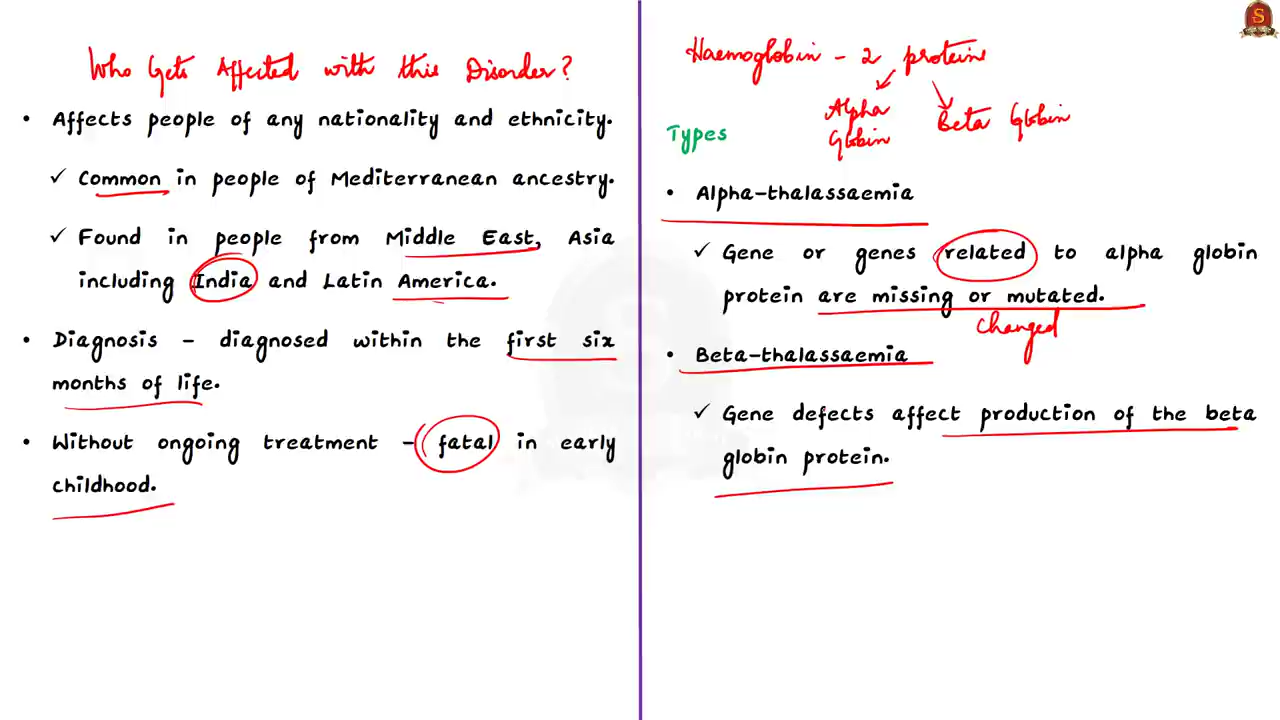 Who Gets Affected with this Disorder?
• Affects people of any nationality and ethnicity.
✓ Common in people of Mediterranean ancestry.
✓ Found in people from Middle East, Asia
including India and Latin America.
• Diagnosis - diagnosed within the first six
months of life.
• Without ongoing treatment - fatal in early
childhood.
Haemoglobin - 2 proteins
Alpha
Globin
Beta Globin
Types
• Alpha-thalassaemia
✓ Gene or genes related to alpha globin
protein are missing or mutated.
changed
• Beta-thalassaemia
✓ Gene defects affect production of the beta
globin protein.
S